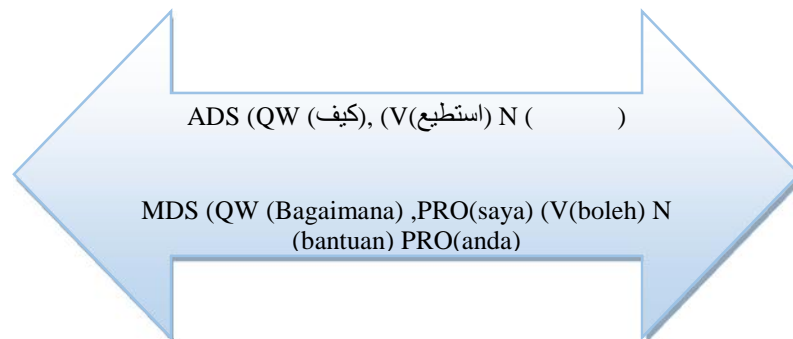 ADS (QW (كيف), (V(استطيع) N ( )
MDS (QW (Bagaimana) ,PRO(saya) (V(boleh) N
(bantuan) PRO(anda)